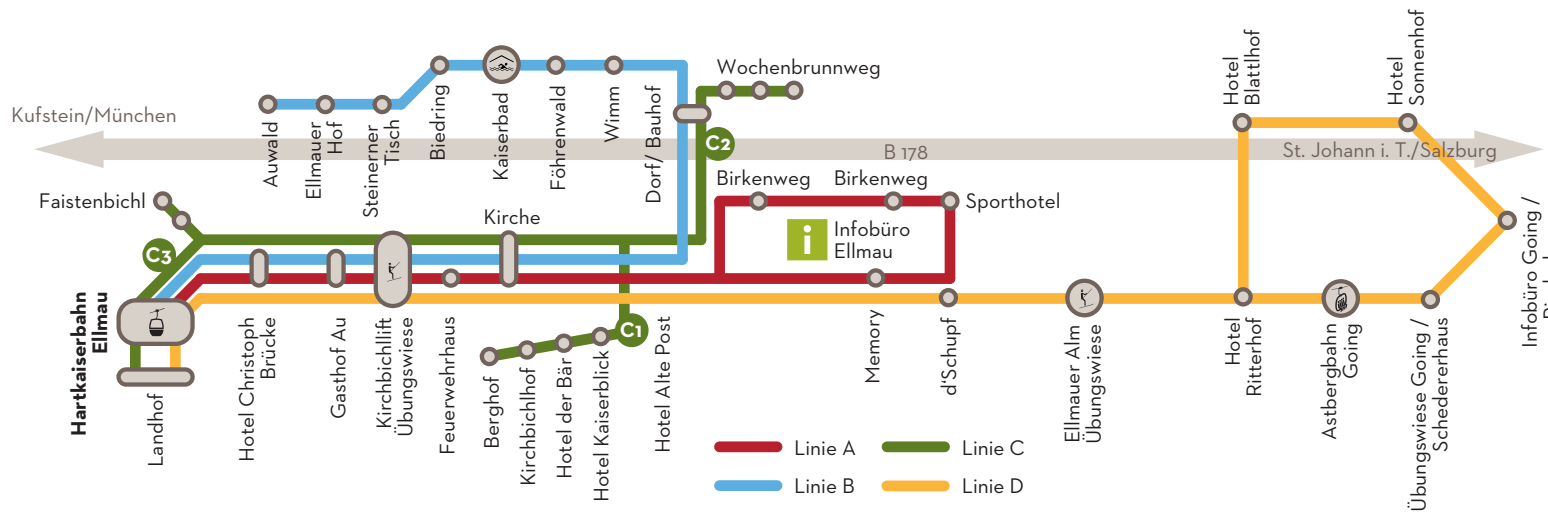 Kufstein/München
Auwald
Ellmauer
Hof
Steinerner
Tisch
Biedring
Kaiserbad
Föhrenwald
Wimm
Dorf/ Bauhof
Wochenbrunnweg
C2
B 178
St. Johann i. T./Salzburg
Hotel
Blattlhof
Hotel
Sonnenhof
Faistenbichl
C3
Kirche
Birkenweg
Birkenweg
Sporthotel
i
Infobüro
Ellmau
Infobüro Going /
Hartkaiserbahn
Ellmau
Landhof
Hotel Christoph
Brücke
Gasthof Au
Kirchbichllift
Übungswiese
Feuerwehrhaus
Berghof
Kirchbichlhof
Hotel der Bär
Hotel Kaiserblick
C1
Hotel Alte Post
Memory
d'Schupf
Ellmauer Alm
Übungswiese
Hotel
Ritterhof
Astbergbahn
Going
Übungswiese Going /
Schedererhaus
Linie A
Linie C
Linie B
Linie D